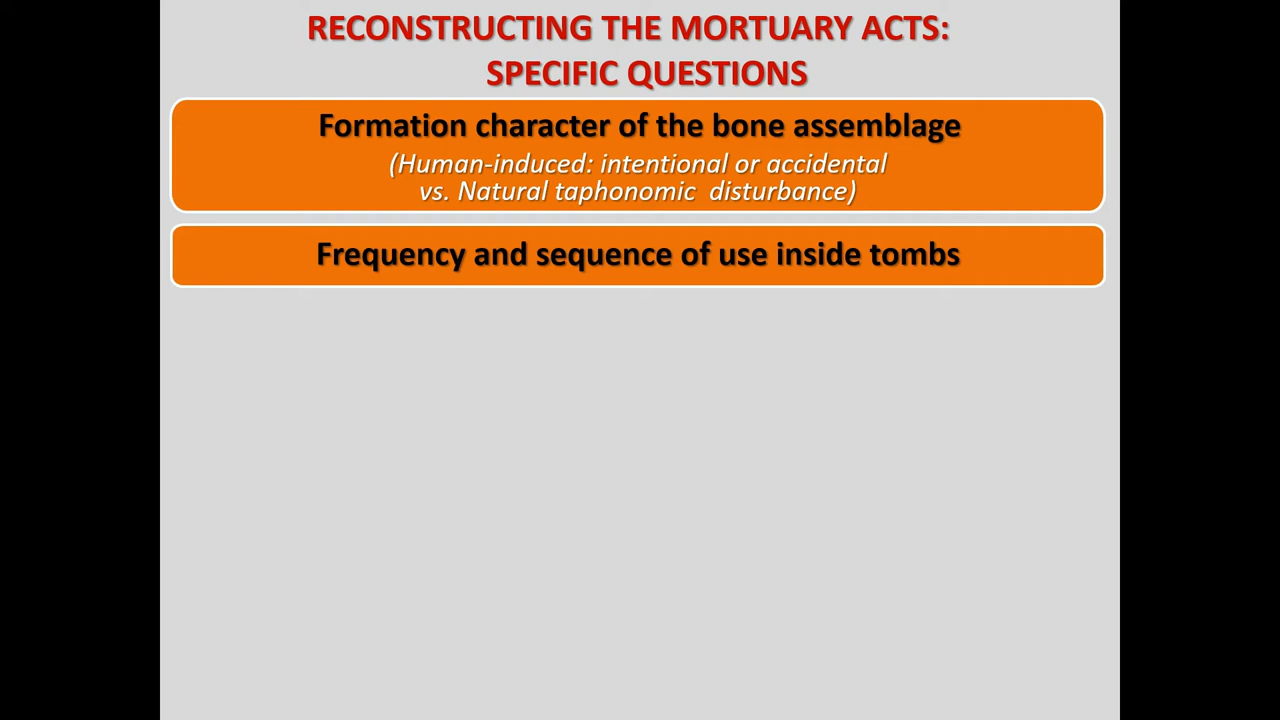 RECONSTRUCTING THE MORTUARY ACTS:
SPECIFIC QUESTIONS
Formation character of the bone assemblage
(Human-induced: intentional or accidental
vs. Natural taphonomic disturbance)
Frequency and sequence of use inside tombs